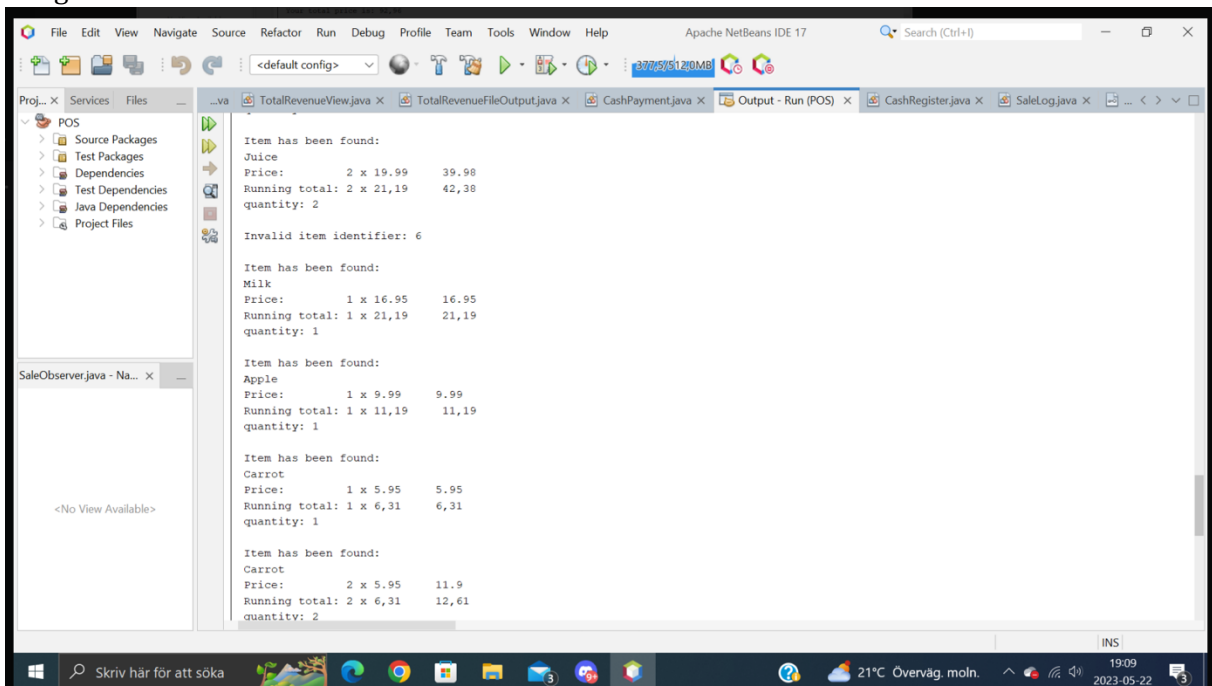 File Edit View Navigate Source Refactor Run Debug Profile Team Tools Window Help Apache NetBeans IDE 17 Search (Ctrl+I)
<default config> 377,5/512,0MB
Proj... Services Files ...va TotalRevenueView.java TotalRevenueFileOutput.java CashPayment.java Output - Run (POS) CashRegister.java SaleLog.java
POS
Source Packages
Test Packages
Dependencies
Test Dependencies
Java Dependencies
Project Files
Item has been found:
Juice
Price: 2 x 19.99 39.98
Running total: 2 x 21,19 42,38
quantity: 2
Invalid item identifier: 6
Item has been found:
Milk
Price: 1 x 16.95 16.95
Running total: 1 x 21,19 21,19
quantity: 1
Item has been found:
Apple
Price: 1 x 9.99 9.99
Running total: 1 x 11,19 11,19
quantity: 1
Item has been found:
Carrot
Price: 1 x 5.95 5.95
Running total: 1 x 6,31 6,31
quantity: 1
Item has been found:
Carrot
Price: 2 x 5.95 11.9
Running total: 2 x 6,31 12,61
quantity: 2
SaleObserver.java - Na...
<No View Available>
INS
Skriv här för att söka 21°C Överväg. moln. 19:09
2023-05-22